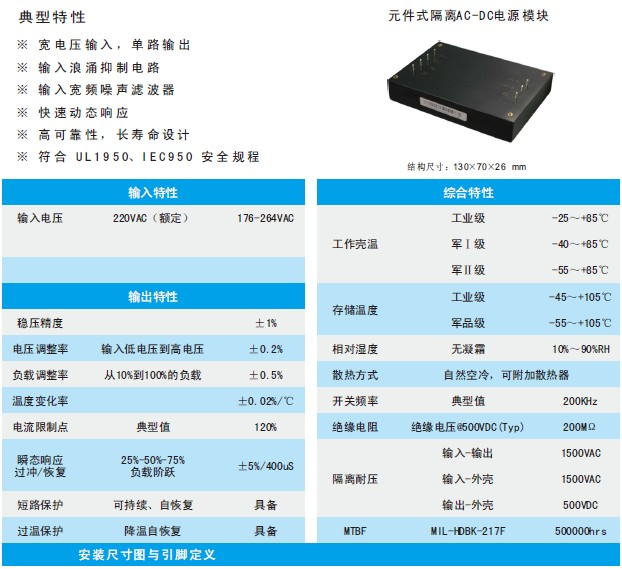 典型特性
元件式隔离AC-DC电源模块
※ 宽电压输入，单路输出
※ 输入浪涌抑制电路
※ 输入宽频噪声滤波器
※ 快速动态响应
※ 高可靠性，长寿命设计
※ 符合 UL1950、IEC950 安全规程
结构尺寸：130×70×26 mm
输入特性
输入电压 220VAC（额定） 176-264VAC
输出特性
稳压精度 ±1%
电压调整率 输入低电压到高电压 ±0.2%
负载调整率 从10%到100%的负载 ±0.5%
温度变化率 ±0.02%/℃
电流限制点 典型值 120%
瞬态响应 25%-50%-75%
过冲/恢复 负载阶跃 ±5%/400uS
短路保护 可持续、自恢复 具备
过温保护 降温自恢复 具备
综合特性
工业级 -25～+85℃
工作壳温 军Ⅰ级 -40～+85℃
军Ⅱ级 -55～+85℃
存储温度 工业级 -45～+105℃
军品级 -55～+105℃
相对湿度 无凝霜 10%～90%RH
散热方式 自然空冷，可附加散热器
开关频率 典型值 200KHz
绝缘电阻 绝缘电压@500VDC(Typ) 200MΩ
输入-输出 1500VAC
隔离耐压 输入-外壳 1500VAC
输出-外壳 500VDC
MTBF MIL-HDBK-217F 500000hrs
安装尺寸图与引脚定义